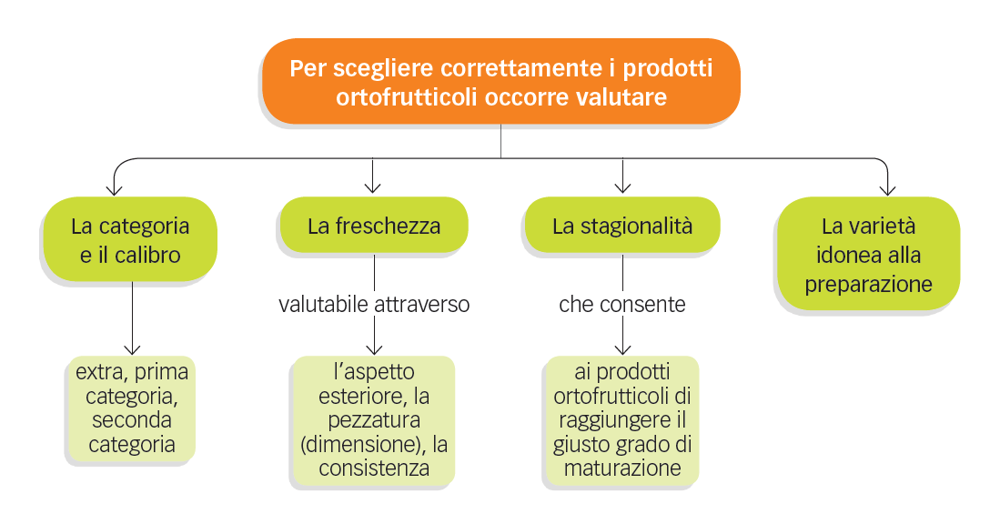 Per scegliere correttamente i prodotti
ortofrutticoli occorre valutare
La categoria
e il calibro
La freschezza
La stagionalità
La varietà
idonea alla
preparazione
valutabile attraverso
che consente
extra, prima
categoria,
seconda
categoria
l’aspetto
esteriore, la
pezzatura
(dimensione), la
consistenza
ai prodotti
ortofrutticoli di
raggiungere il
giusto grado di
maturazione